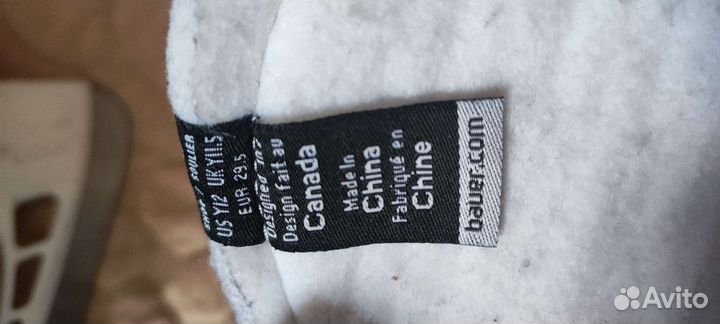 SOULIER
US Y12 UK Y11.5
EUR 29.5
Designed in
Design fait au
Canada
Made In
China
Fabriqué en
Chine
bauer.com
Avito